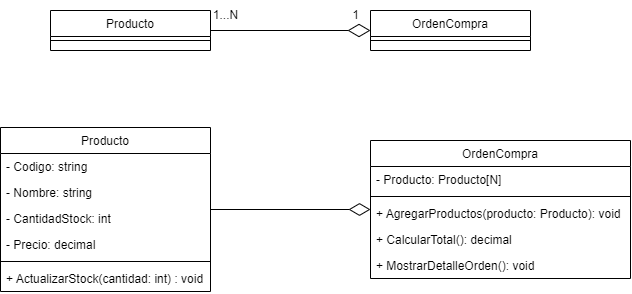 Producto
1...N
1
OrdenCompra
Producto
- Codigo: string
- Nombre: string
- CantidadStock: int
- Precio: decimal
+ ActualizarStock(cantidad: int) : void
OrdenCompra
- Producto: Producto[N]
+ AgregarProductos(producto: Producto): void
+ CalcularTotal(): decimal
+ MostrarDetalleOrden(): void